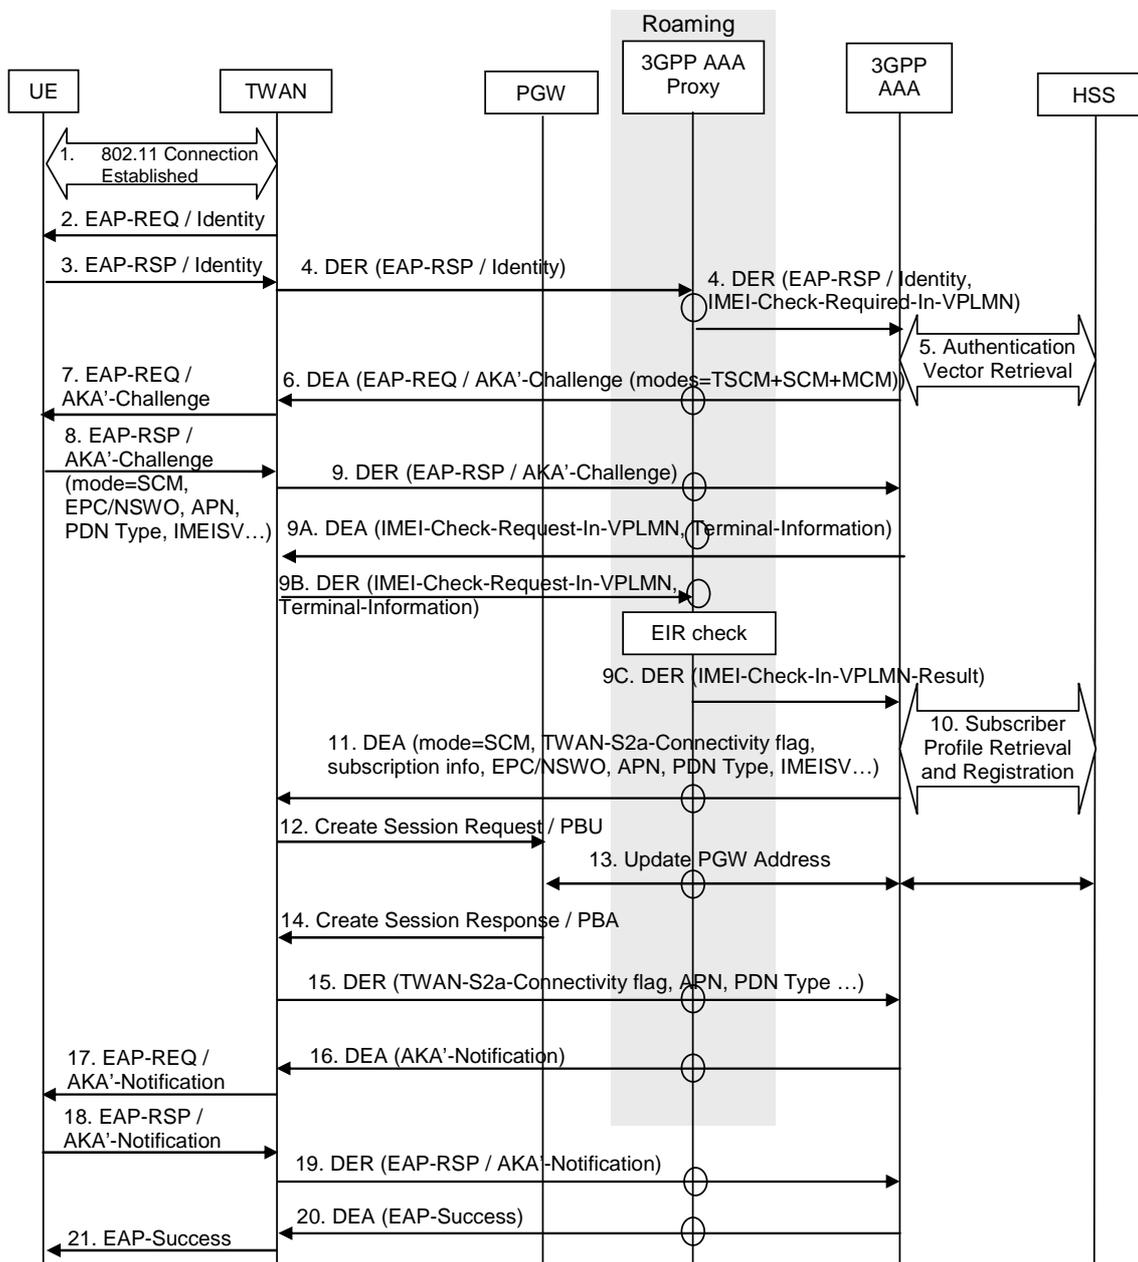 Roaming
UE
TWAN
PGW
3GPP AAA
Proxy
3GPP
AAA
HSS
1. 802.11 Connection
Established
2. EAP-REQ / Identity
3. EAP-RSP / Identity
4. DER (EAP-RSP / Identity)
4. DER (EAP-RSP / Identity,
IMEI-Check-Required-In-VPLMN)
5. Authentication
Vector Retrieval
6. DEA (EAP-REQ / AKA’-Challenge (modes=TSCM+SCM+MCM))
7. EAP-REQ /
AKA’-Challenge
8. EAP-RSP /
AKA’-Challenge
(mode=SCM,
EPC/NSWO, APN,
PDN Type, IMEISV…)
9. DER (EAP-RSP / AKA’-Challenge)
9A. DEA (IMEI-Check-Request-In-VPLMN, Terminal-Information)
9B. DER (IMEI-Check-Request-In-VPLMN,
Terminal-Information)
EIR check
9C. DER (IMEI-Check-In-VPLMN-Result)
10. Subscriber
Profile Retrieval
and Registration
11. DEA (mode=SCM, TWAN-S2a-Connectivity flag,
subscription info, EPC/NSWO, APN, PDN Type, IMEISV…)
12. Create Session Request / PBU
13. Update PGW Address
14. Create Session Response / PBA
15. DER (TWAN-S2a-Connectivity flag, APN, PDN Type …)
16. DEA (AKA’-Notification)
17. EAP-REQ /
AKA’-Notification
18. EAP-RSP /
AKA’-Notification
19. DER (EAP-RSP / AKA’-Notification)
20. DEA (EAP-Success)
21. EAP-Success